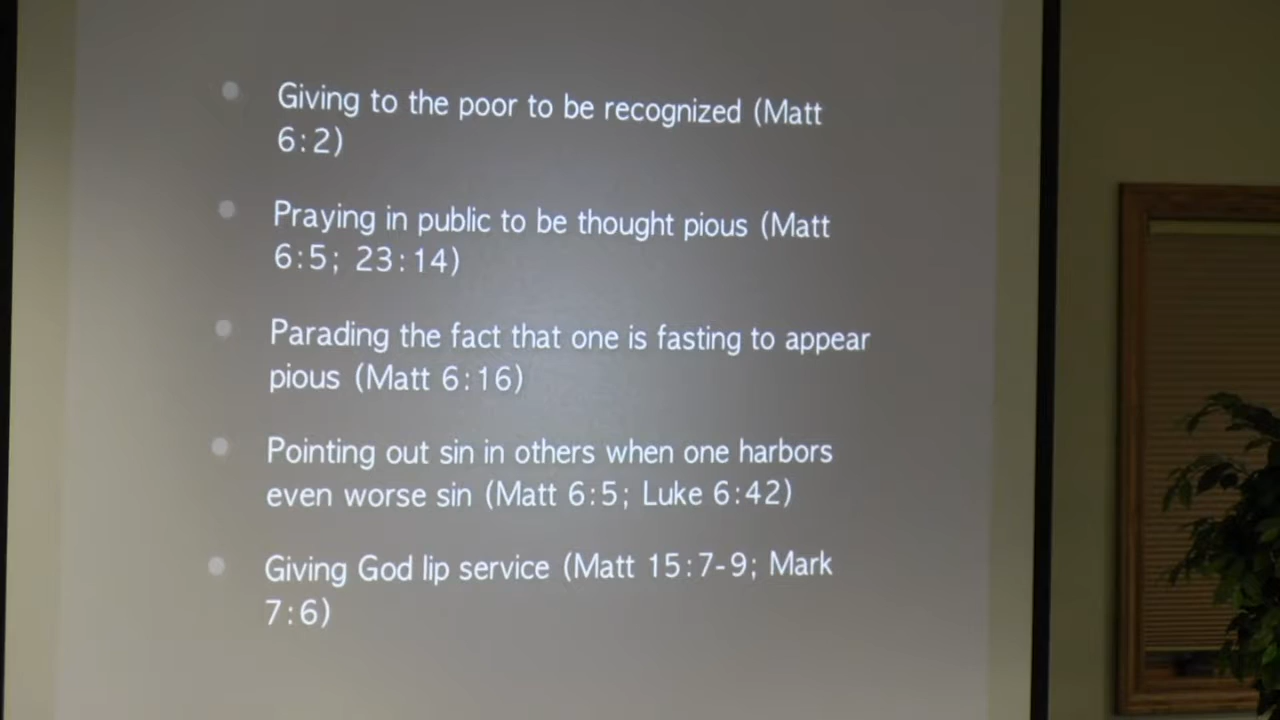 Giving to the poor to be recognized (Matt
6:2)
Praying in public to be thought pious (Matt
6:5; 23:14)
Parading the fact that one is fasting to appear
pious (Matt 6:16)
Pointing out sin in others when one harbors
even worse sin (Matt 6:5; Luke 6:42)
Giving God lip service (Matt 15:7-9; Mark
7:6)